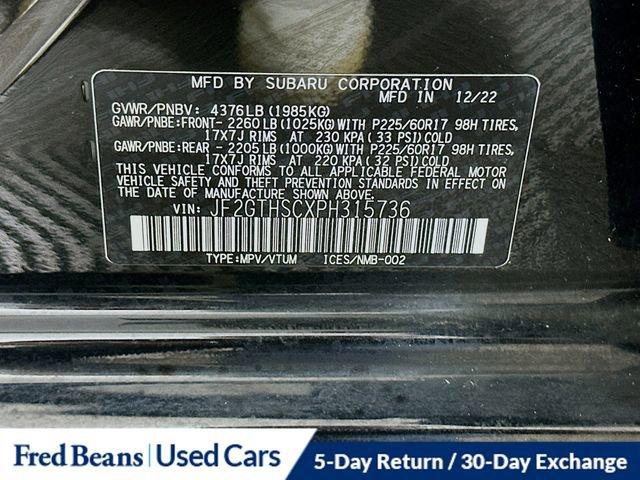 MFD BY SUBARU CORPORATION
MFD IN 12/22
GVWR/PNBV: 4376LB (1985KG)
GAWR/PNBE:FRONT- 2260LB (1025KG) WITH P225/60R17 98H TIRES,
17X7J RIMS AT 230 KPA ( 33 PSI) COLD
GAWR/PNBE:REAR - 2205LB (1000KG) WITH P225/60R17 98H TIRES,
17X7J RIMS AT 220 KPA ( 32 PSI) COLD
THIS VEHICLE CONFORMS TO ALL APPLICABLE FEDERAL MOTOR
VEHICLE SAFETY AND THEFT PREVENTION STANDARDS IN EFFECT ON
THE DATE OF MANUFACTURE SHOWN ABOVE.
VIN: JF2GTHSCXPH315736
TYPE:MPV/VTUM ICES/NMB-002
Fred Beans | Used Cars
5-Day Return / 30-Day Exchange